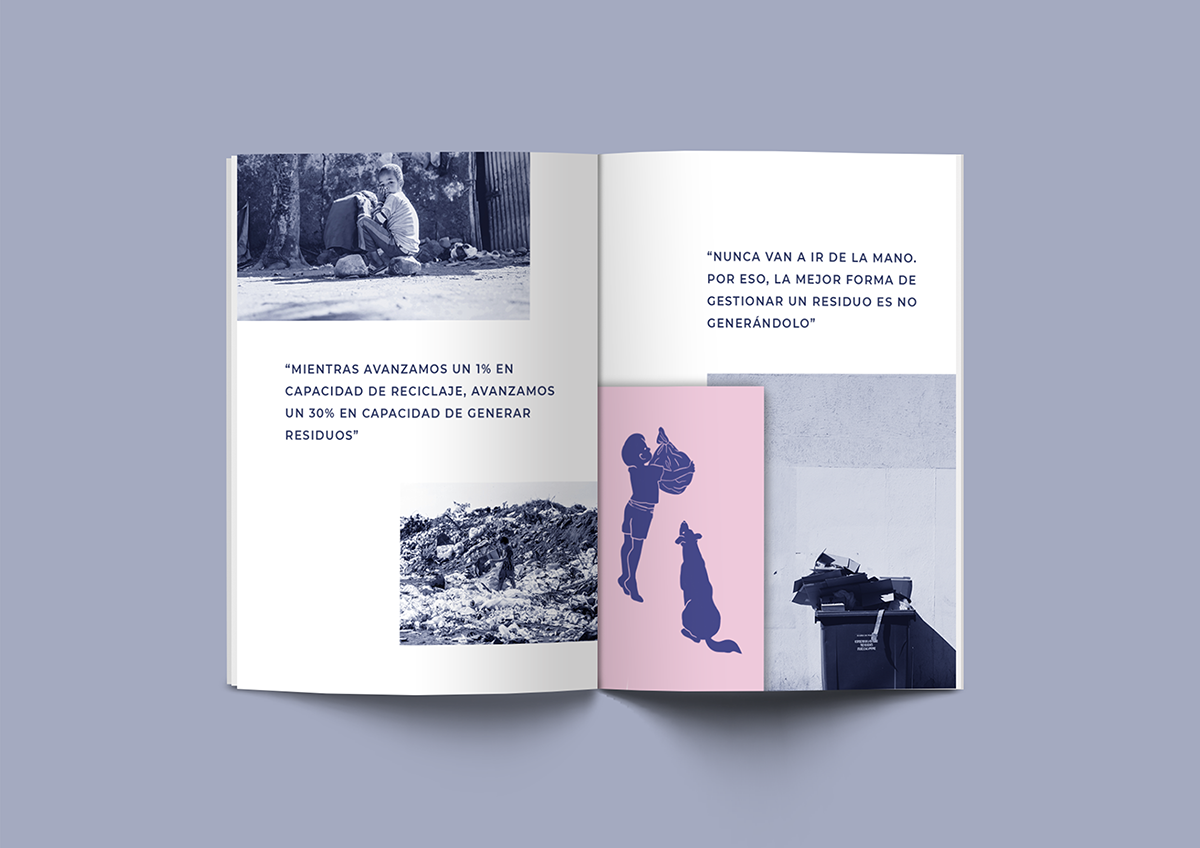 “MIENTRAS AVANZAMOS UN 1% EN
CAPACIDAD DE RECICLAJE, AVANZAMOS
UN 30% EN CAPACIDAD DE GENERAR
RESIDUOS”
“NUNCA VAN A IR DE LA MANO.
POR ESO, LA MEJOR FORMA DE
GESTIONAR UN RESIDUO ES NO
GENERÁNDOLO”